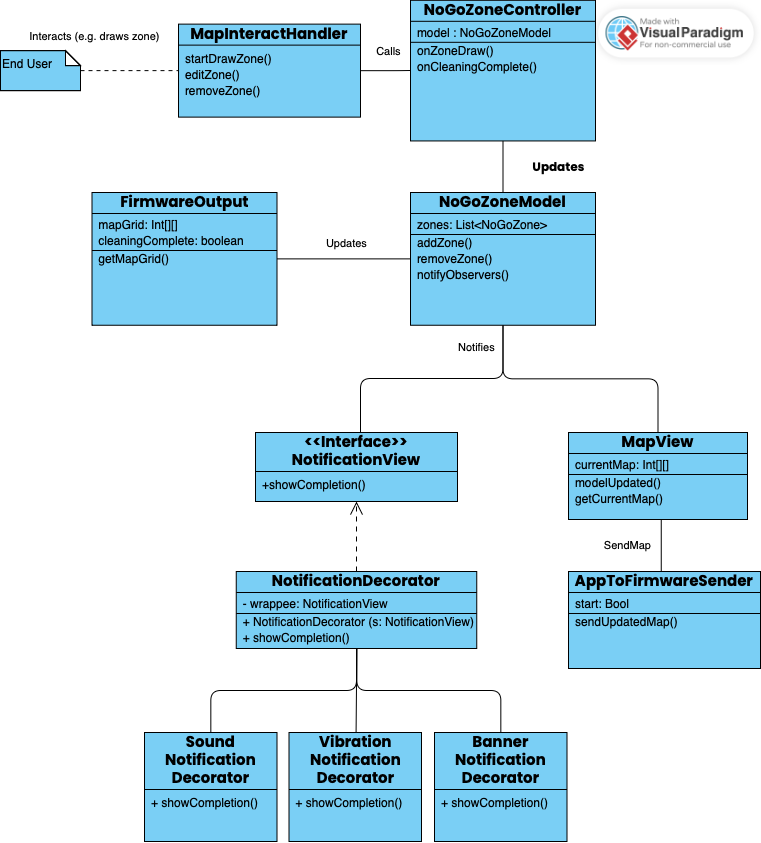 Interacts (e.g. draws zone)
End User
MapInteractHandler
startDrawZone()
editZone()
removeZone()
Calls
NoGoZoneController
model : NoGoZoneModel
onZoneDraw()
onCleaningComplete()
Made with
VisualParadigm
For non-commercial use
Updates
FirmwareOutput
mapGrid: Int[][]
cleaningComplete: boolean
getMapGrid()
Updates
NoGoZoneModel
zones: List<NoGoZone>
addZone()
removeZone()
notifyObservers()
Notifies
<<Interface>>
NotificationView
+showCompletion()
MapView
currentMap: Int[][]
modelUpdated()
getCurrentMap()
SendMap
NotificationDecorator
- wrappee: NotificationView
+ NotificationDecorator (s: NotificationView)
+ showCompletion()
AppToFirmwareSender
start: Bool
sendUpdatedMap()
Sound
Notification
Decorator
+ showCompletion()
Vibration
Notification
Decorator
+ showCompletion()
Banner
Notification
Decorator
+ showCompletion()